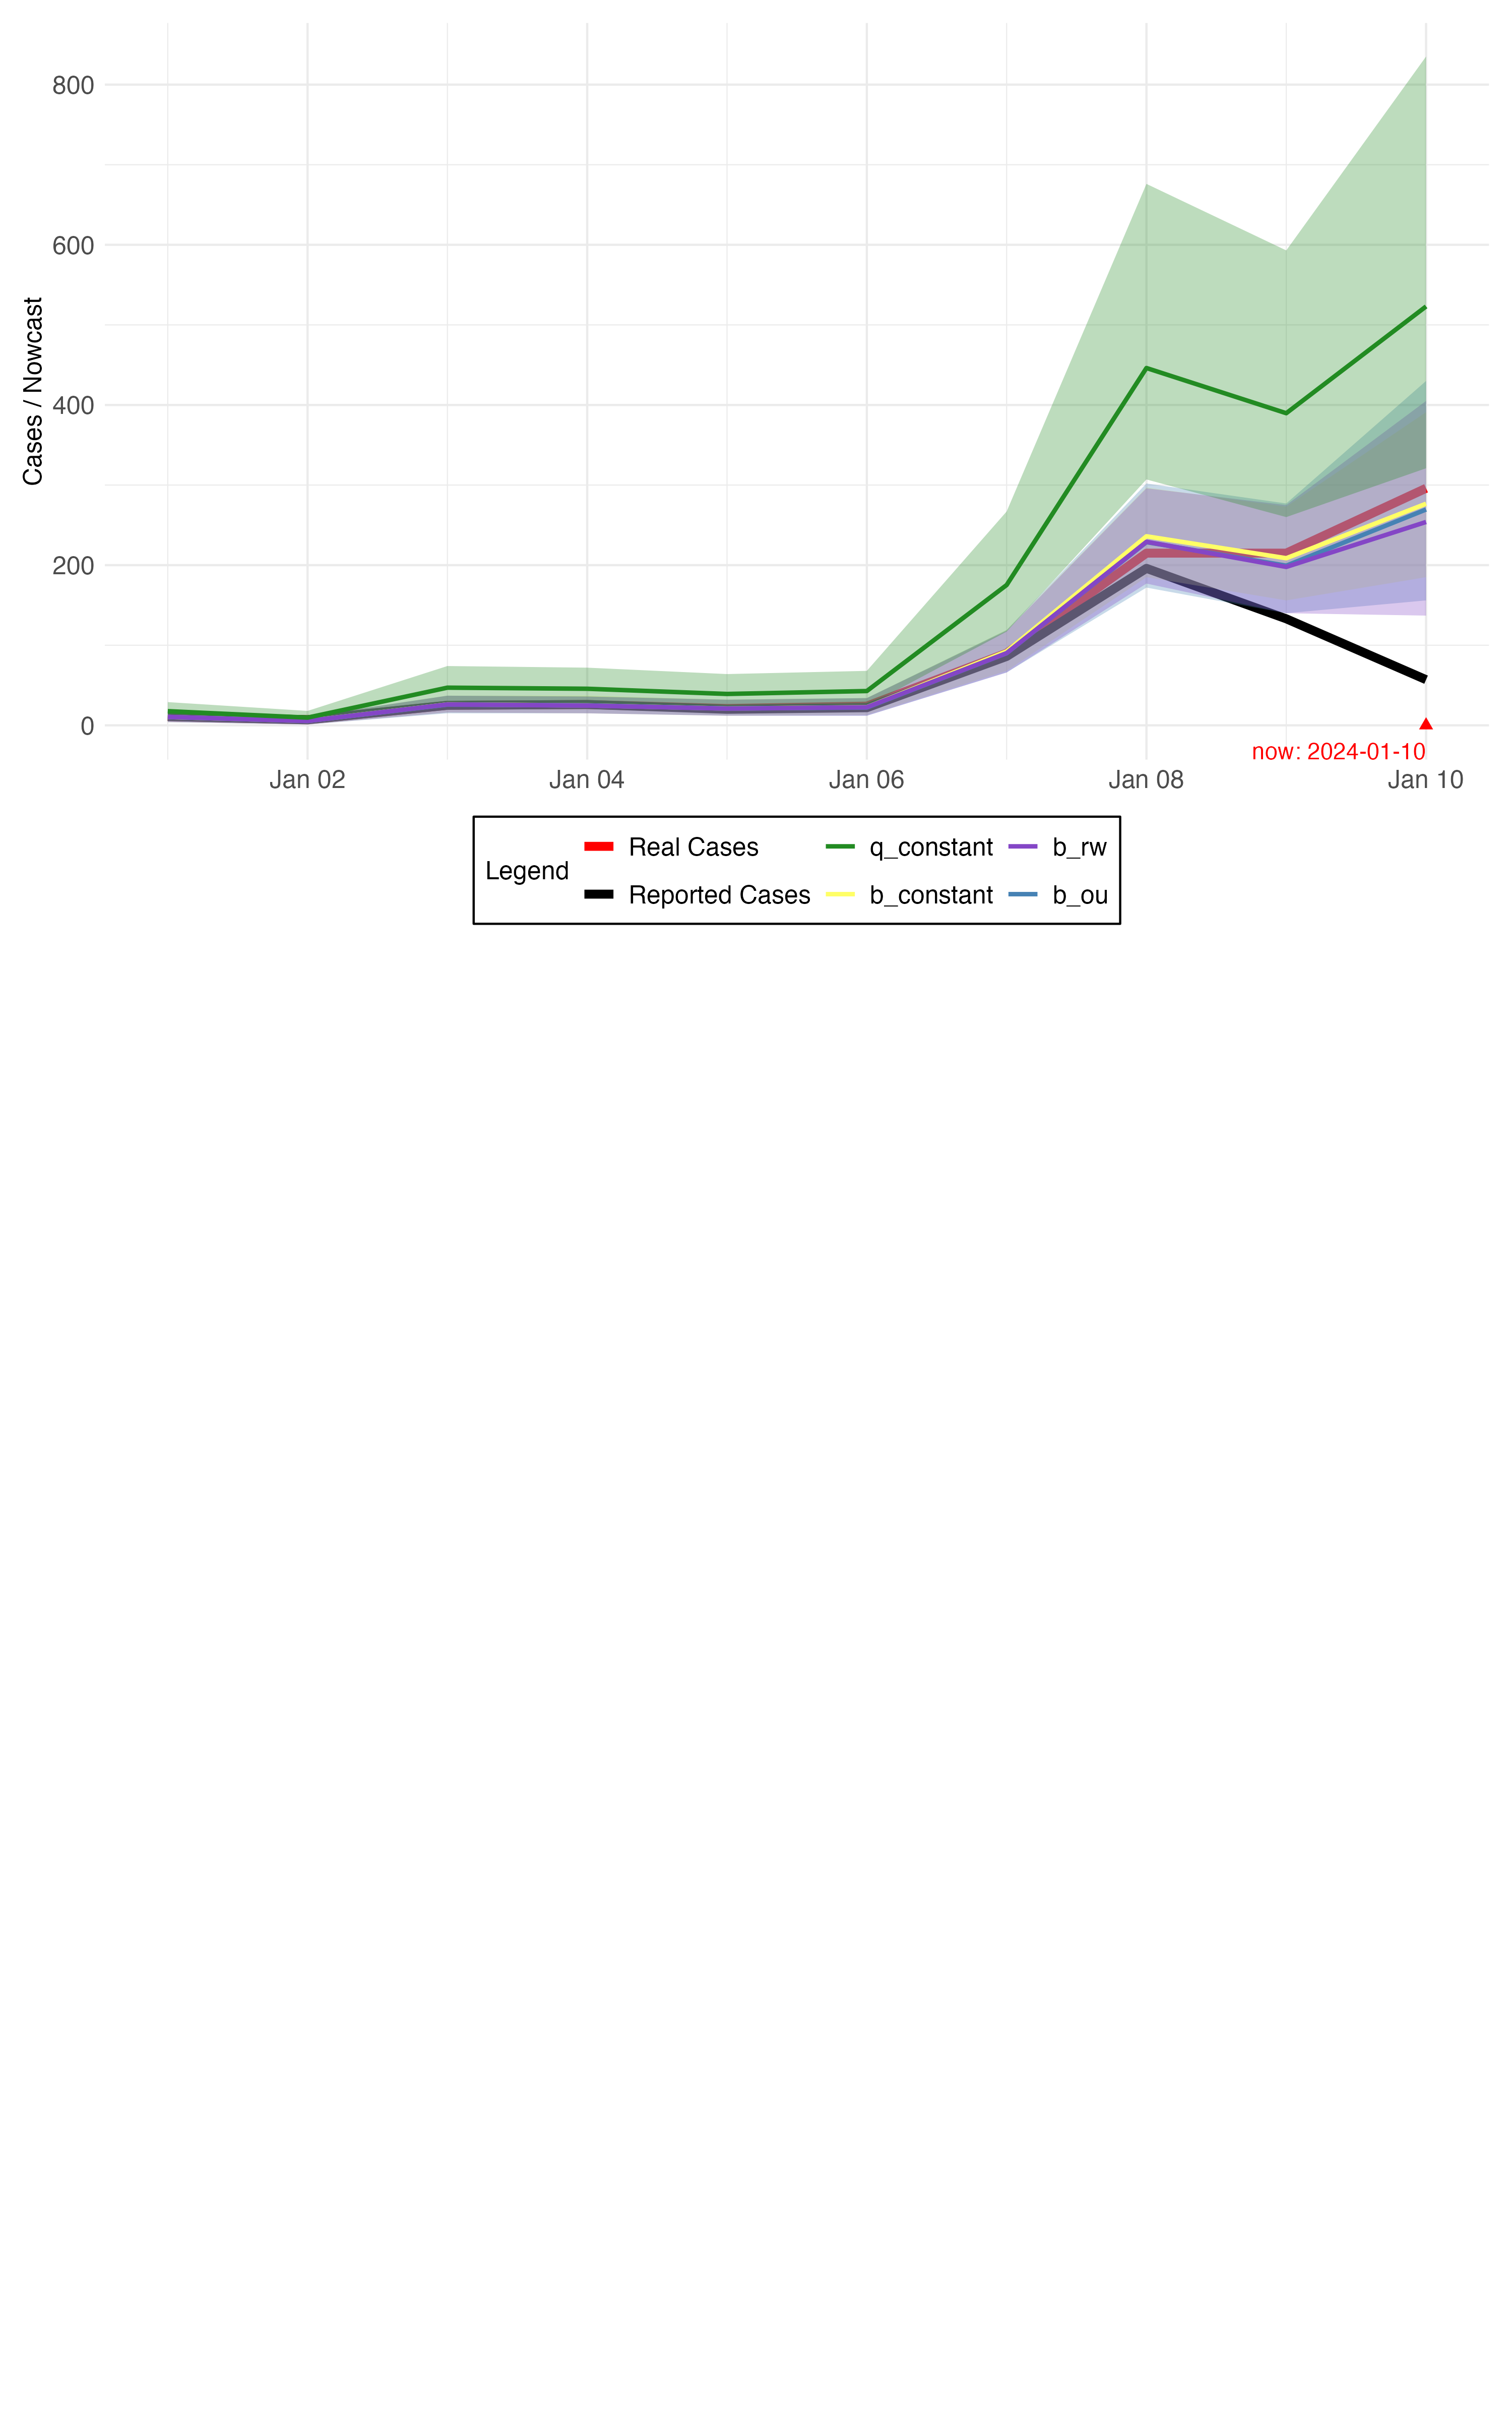 800
600
400
200
0
Cases / Nowcast
now: 2024-01-10
Jan 02 Jan 04 Jan 06 Jan 08 Jan 10
Legend
Real Cases q_constant b_rw
Reported Cases b_constant b_ou